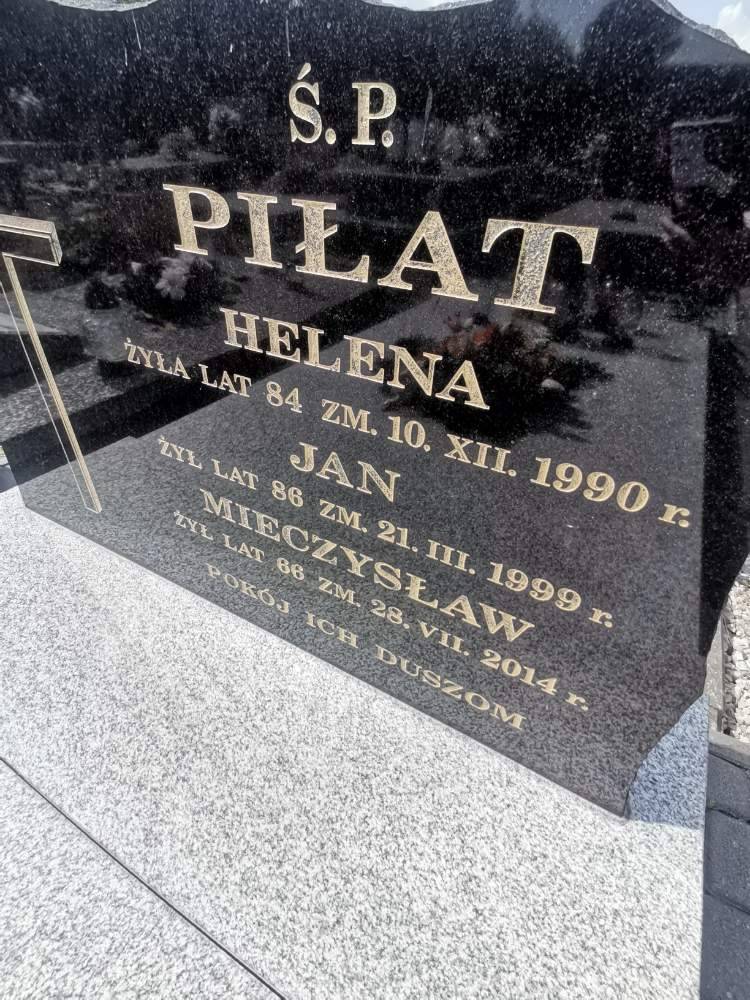 Ś.P.
PIŁAT
HELENA
ŻYŁA LAT 84 ZM. 10. XII. 1990 r.
JAN
ŻYŁ LAT 86 ZM. 21. III. 1999 r.
MIECZYSŁAW
ŻYŁ LAT 66 ZM. 28. VII. 2014 r.
POKÓJ ICH DUSZOM